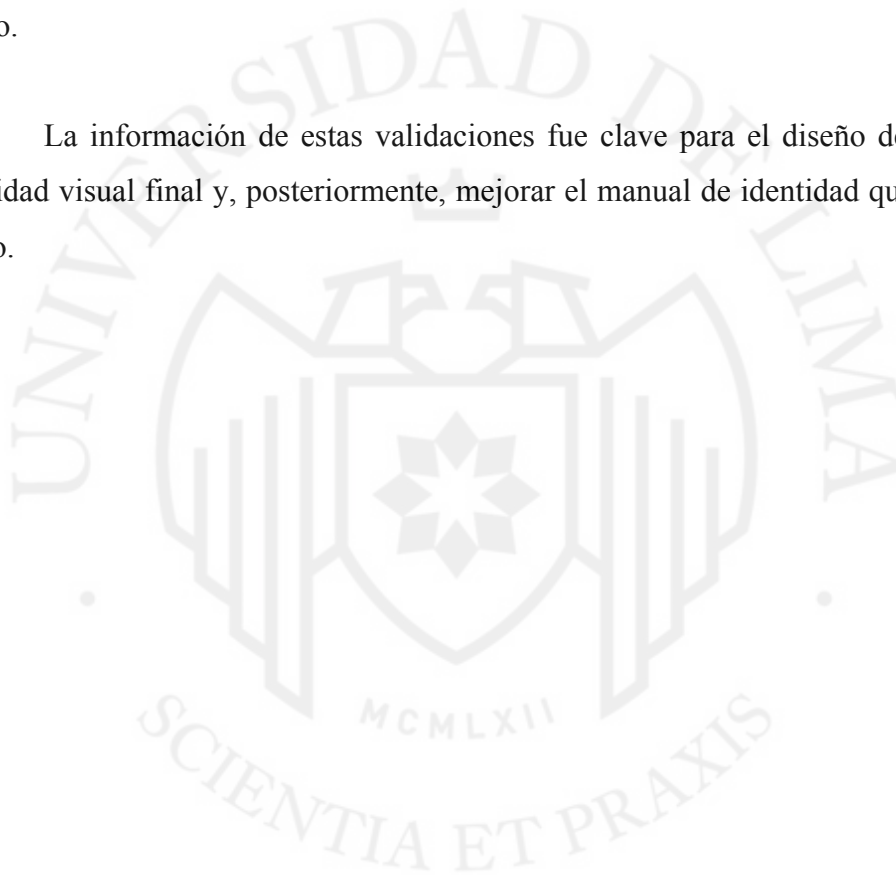 o.
La información de estas validaciones fue clave para el diseño de
idad visual final y, posteriormente, mejorar el manual de identidad qu
o.
UNIVERSIDAD DE LIMA
MCMLXII
SCIENTIA ET PRAXIS